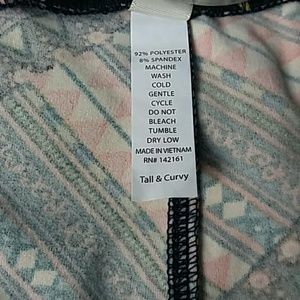 92% POLYESTER
8% SPANDEX
MACHINE
WASH
COLD
GENTLE
CYCLE
DO NOT
BLEACH
TUMBLE
DRY LOW
MADE IN VIETNAM
RN# 142161
Tall & Curvy